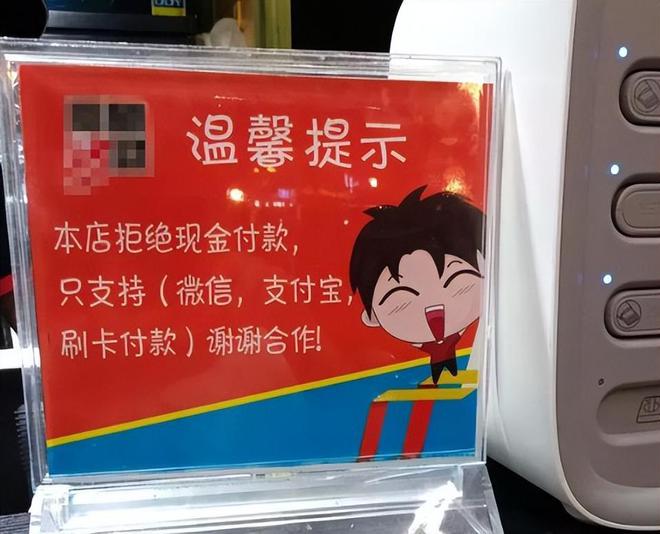 温馨提示
本店拒绝现金付款，
只支持（微信，支付宝，
刷卡付款）谢谢合作!